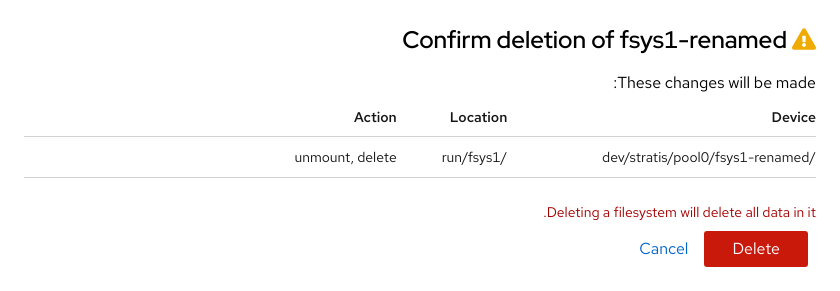 Confirm deletion of fsys1-renamed
:These changes will be made
Action Location Device
unmount, delete run/fsys1/ dev/stratis/pool0/fsys1-renamed/
.Deleting a filesystem will delete all data in it
Cancel Delete